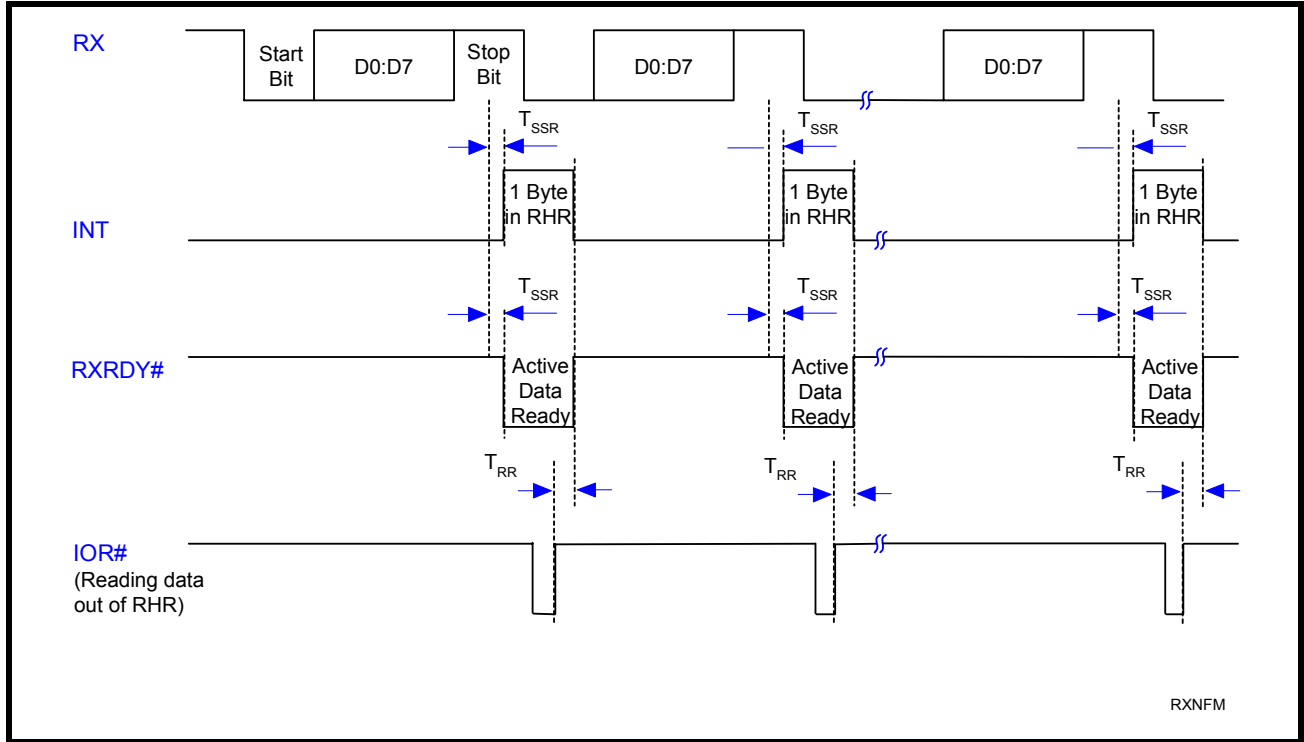 RX
Start
Bit
D0:D7
Stop
Bit
D0:D7
D0:D7
TSSR
TSSR
TSSR
INT
1 Byte
in RHR
1 Byte
in RHR
1 Byte
in RHR
TSSR
TSSR
TSSR
RXRDY#
Active
Data
Ready
Active
Data
Ready
Active
Data
Ready
TRR
TRR
TRR
IOR#
(Reading data
out of RHR)
RXNFM